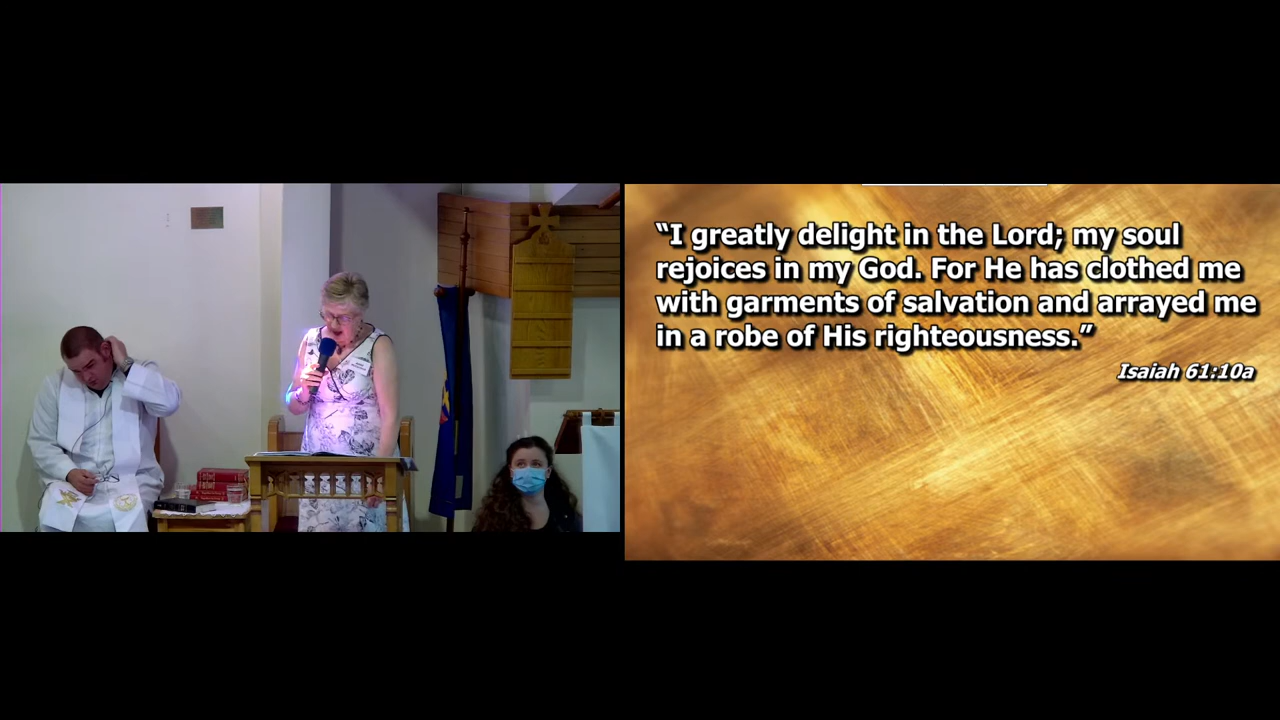 “I greatly delight in the Lord; my soul
rejoices in my God. For He has clothed me
with garments of salvation and arrayed me
in a robe of His righteousness.”
Isaiah 61:10a